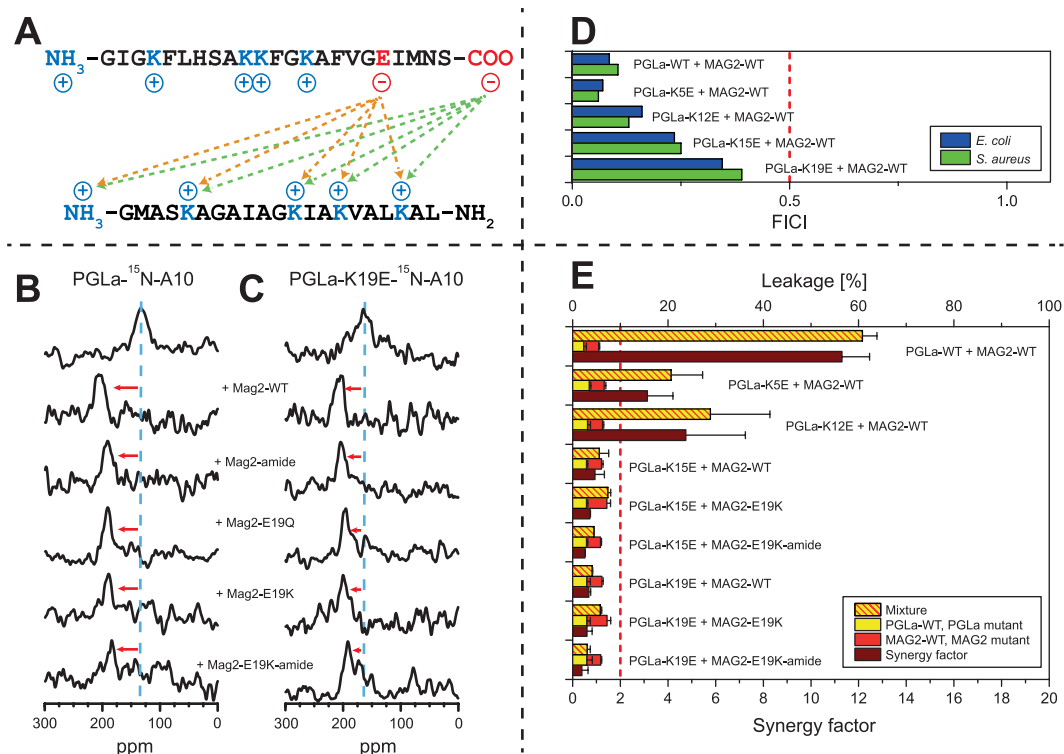 A
NH3-GIGKFLHSAKKFGKAFVGEIMNS-COO
+ + + + + − −
+ + + + +
NH3-GMASKAGAIAGKIAKVALKAL-NH2
B PGLa-15N-A10
C PGLa-K19E-15N-A10
+ Mag2-WT
+ Mag2-amide
+ Mag2-E19Q
+ Mag2-E19K
+ Mag2-E19K-amide
300 200 100 0
ppm
300 200 100 0
ppm
D
PGLa-WT + MAG2-WT
PGLa-K5E + MAG2-WT
PGLa-K12E + MAG2-WT
PGLa-K15E + MAG2-WT
PGLa-K19E + MAG2-WT
E. coli
S. aureus
0.0 0.5 1.0
FICI
E
Leakage [%]
0 20 40 60 80 100
PGLa-WT + MAG2-WT
PGLa-K5E + MAG2-WT
PGLa-K12E + MAG2-WT
PGLa-K15E + MAG2-WT
PGLa-K15E + MAG2-E19K
PGLa-K15E + MAG2-E19K-amide
PGLa-K19E + MAG2-WT
PGLa-K19E + MAG2-E19K
PGLa-K19E + MAG2-E19K-amide
Mixture
PGLa-WT, PGLa mutant
MAG2-WT, MAG2 mutant
Synergy factor
0 2 4 6 8 10 12 14 16 18 20
Synergy factor